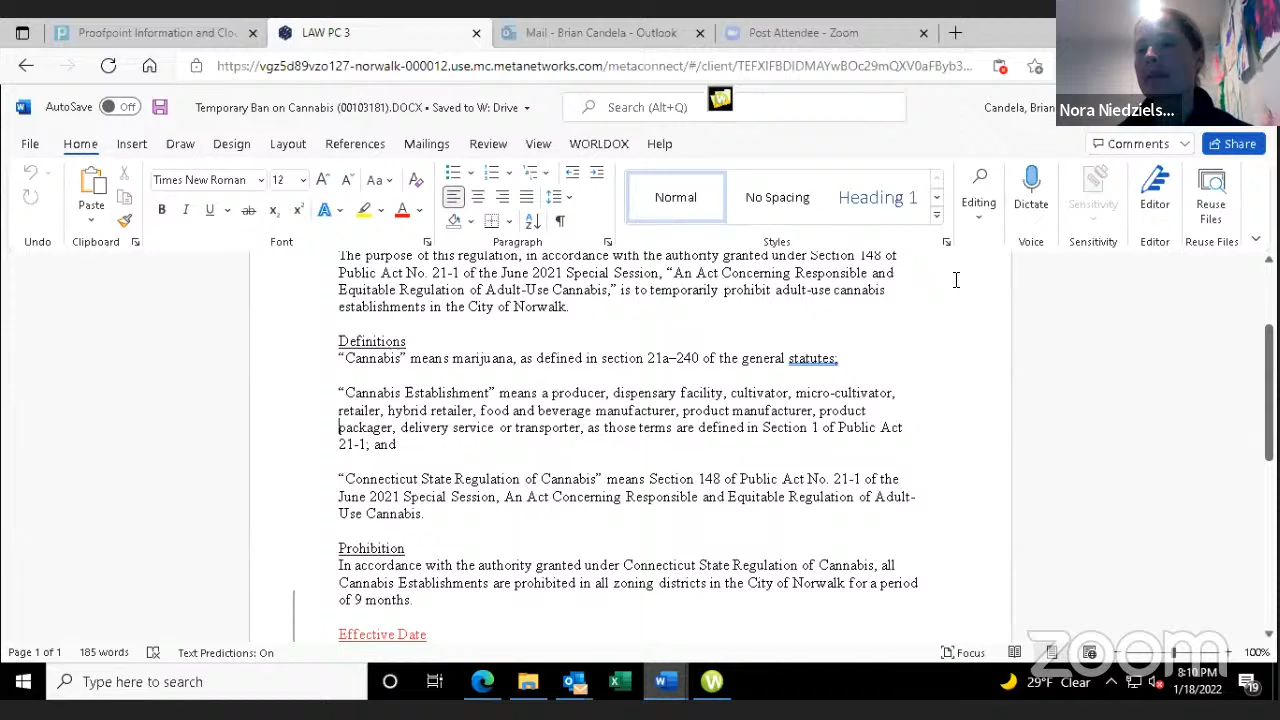 Proofpoint Information and Clo
LAW PC 3
Mail - Brian Candela - Outlook
Post Attendee - Zoom
https://vgz5d89vzo127-norwalk-000012.use.mc.metanetworks.com/metaconnect/#/client/TEFXIFBDIDMAYwBOc29mQXV0aFByb3...
Nora Niedziels...
AutoSave Off
Temporary Ban on Cannabis (00103181).DOCX • Saved to W: Drive
Search (Alt+Q)
Candela, Brian
File Home Insert Draw Design Layout References Mailings Review View WORLDOX Help
Comments Share
Times New Roman 12
Paste
Normal No Spacing Heading 1
Editing Dictate Sensitivity Editor Reuse Files
Undo Clipboard Font Paragraph Styles Voice Sensitivity Editor Reuse Files
The purpose of this regulation, in accordance with the authority granted under Section 148 of
Public Act No. 21-1 of the June 2021 Special Session, “An Act Concerning Responsible and
Equitable Regulation of Adult-Use Cannabis,” is to temporarily prohibit adult-use cannabis
establishments in the City of Norwalk.
Definitions
“Cannabis” means marijuana, as defined in section 21a–240 of the general statutes;
“Cannabis Establishment” means a producer, dispensary facility, cultivator, micro-cultivator,
retailer, hybrid retailer, food and beverage manufacturer, product manufacturer, product
packager, delivery service or transporter, as those terms are defined in Section 1 of Public Act
21-1; and
“Connecticut State Regulation of Cannabis” means Section 148 of Public Act No. 21-1 of the
June 2021 Special Session, An Act Concerning Responsible and Equitable Regulation of Adult-
Use Cannabis.
Prohibition
In accordance with the authority granted under Connecticut State Regulation of Cannabis, all
Cannabis Establishments are prohibited in all zoning districts in the City of Norwalk for a period
of 9 months.
Effective Date
Page 1 of 1 185 words Text Predictions: On
Focus
100%
zoom
Type here to search
29°F Clear
8:10 PM
1/18/2022
19